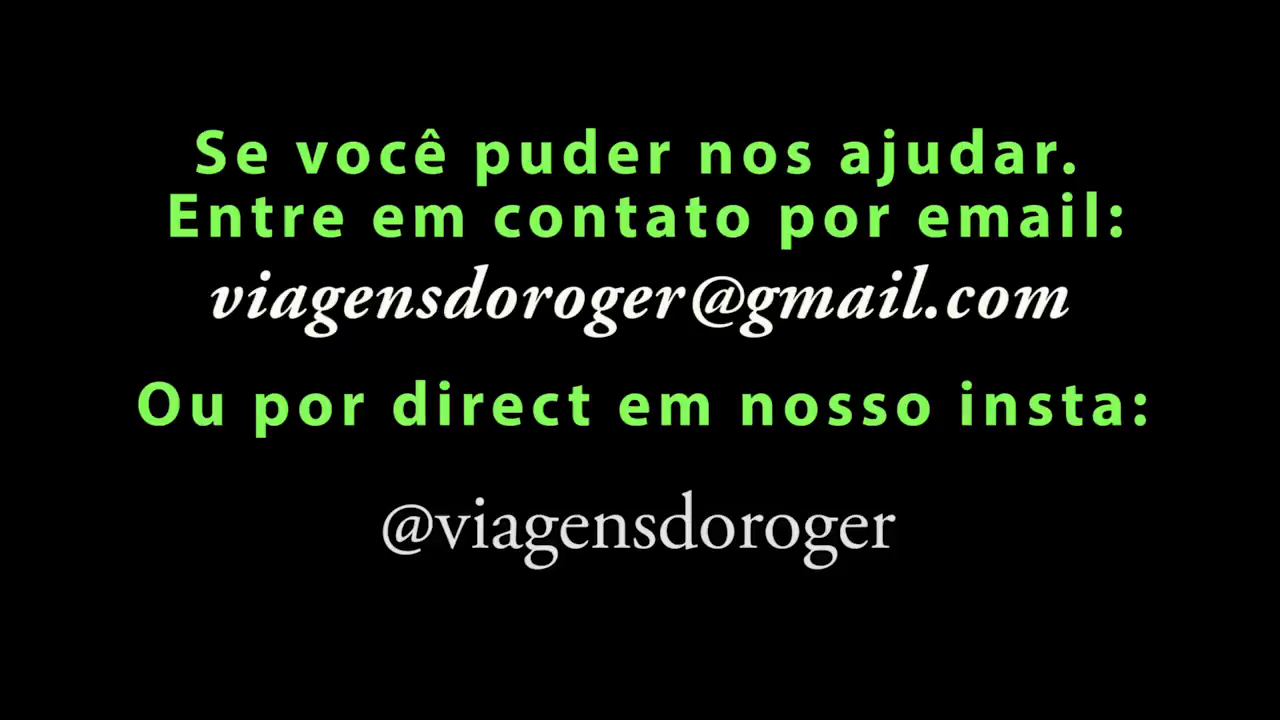 Se você puder nos ajudar.
Entre em contato por email:
viagensdoroger@gmail.com
Ou por direct em nosso insta:
@viagensdoroger